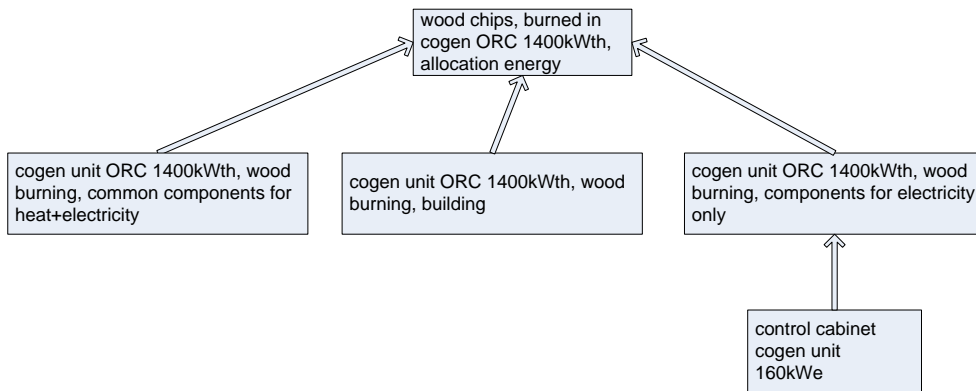 wood chips, burned in
cogen ORC 1400kWth,
allocation energy
cogen unit ORC 1400kWth, wood
burning, common components for
heat+electricity
cogen unit ORC 1400kWth, wood
burning, building
cogen unit ORC 1400kWth, wood
burning, components for electricity
only
control cabinet
cogen unit
160kWe